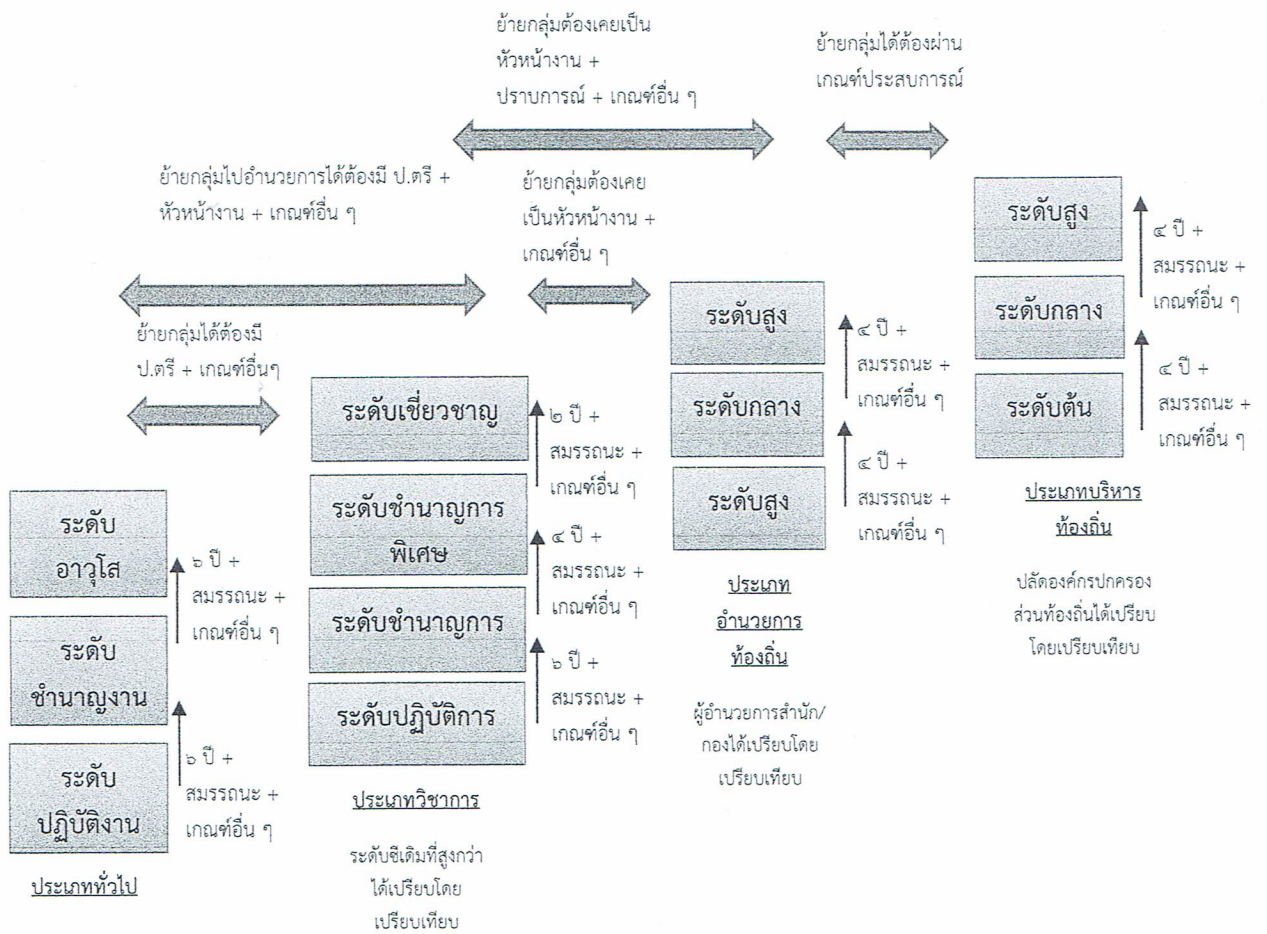 ย้ายกลุ่มต้องเคยเป็น
หัวหน้างาน +
ปราบการณ์ + เกณฑ์อื่น ๆ
ย้ายกลุ่มได้ต้องผ่าน
เกณฑ์ประสบการณ์
ย้ายกลุ่มไปอำนวยการได้ต้องมี ป.ตรี +
หัวหน้างาน + เกณฑ์อื่น ๆ
ย้ายกลุ่มต้องเคย
เป็นหัวหน้างาน +
เกณฑ์อื่น ๆ
ย้ายกลุ่มได้ต้องมี
ป.ตรี + เกณฑ์อื่นๆ
ระดับ
อาวุโส
๖ ปี +
สมรรถนะ +
เกณฑ์อื่น ๆ
ระดับ
ชำนาญงาน
๖ ปี +
สมรรถนะ +
เกณฑ์อื่น ๆ
ระดับ
ปฏิบัติงาน
ประเภททั่วไป
ระดับเชี่ยวชาญ
๒ ปี +
สมรรถนะ +
เกณฑ์อื่น ๆ
ระดับชำนาญการ
พิเศษ
๔ ปี +
สมรรถนะ +
เกณฑ์อื่น ๆ
ระดับชำนาญการ
๖ ปี +
สมรรถนะ +
เกณฑ์อื่น ๆ
ระดับปฏิบัติการ
ประเภทวิชาการ
ระดับซีเดิมที่สูงกว่า
ได้เปรียบโดย
เปรียบเทียบ
ระดับสูง
๔ ปี +
สมรรถนะ +
เกณฑ์อื่น ๆ
ระดับกลาง
๔ ปี +
สมรรถนะ +
เกณฑ์อื่น ๆ
ระดับสูง
ประเภท
อำนวยการ
ท้องถิ่น
ผู้อำนวยการสำนัก/
กองได้เปรียบโดย
เปรียบเทียบ
ระดับสูง
๔ ปี +
สมรรถนะ +
เกณฑ์อื่น ๆ
ระดับกลาง
๔ ปี +
สมรรถนะ +
เกณฑ์อื่น ๆ
ระดับต้น
ประเภทบริหาร
ท้องถิ่น
ปลัดองค์กรปกครอง
ส่วนท้องถิ่นได้เปรียบ
โดยเปรียบเทียบ